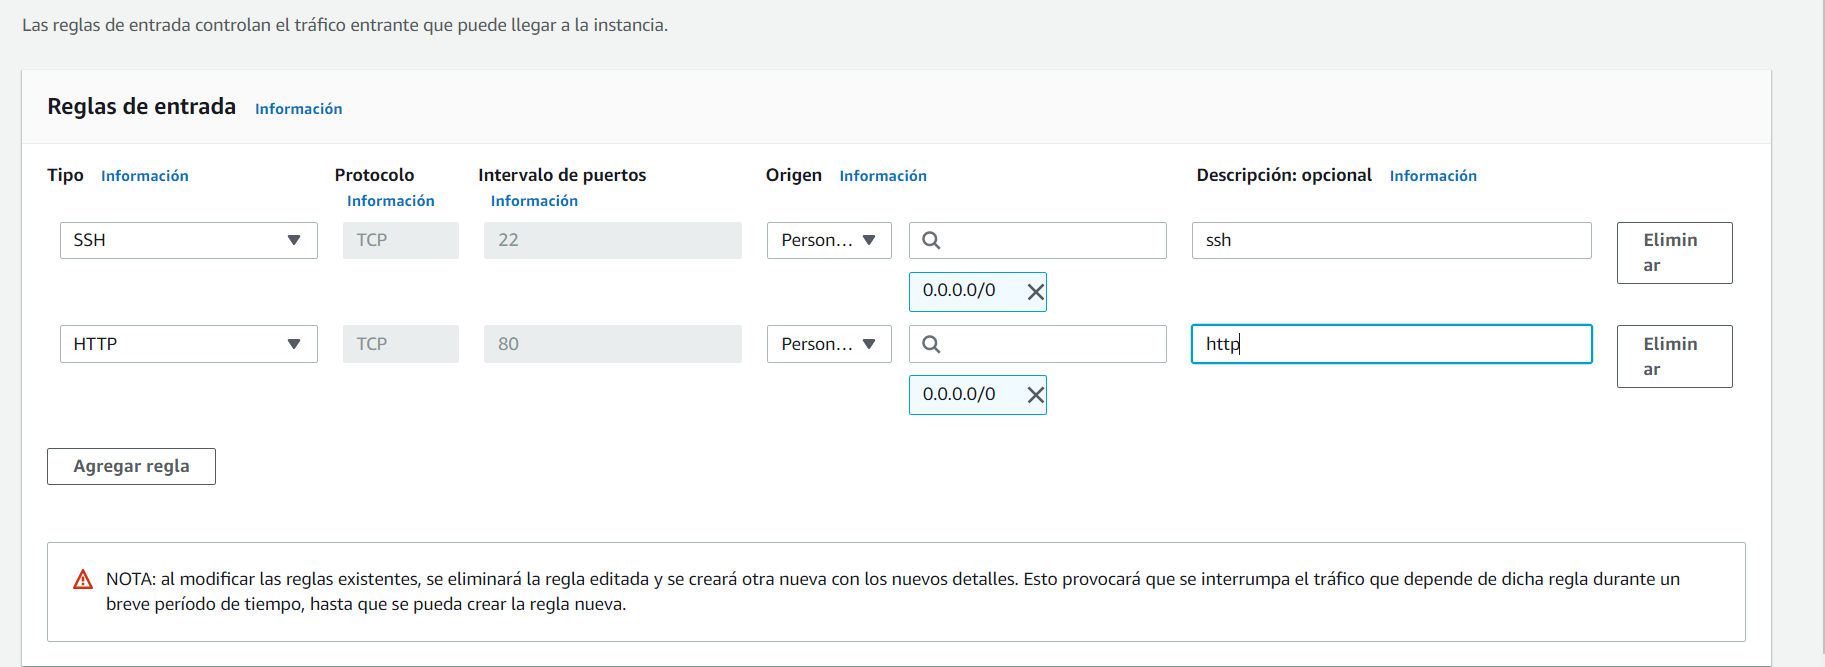 Las reglas de entrada controlan el tráfico entrante que puede llegar a la instancia.
Reglas de entrada Información
Tipo Información Protocolo Intervalo de puertos Origen Información Descripción: opcional Información
Información Información
SSH TCP 22 Person... ssh Elimin
ar
0.0.0.0/0
HTTP TCP 80 Person... http Elimin
ar
0.0.0.0/0
Agregar regla
NOTA: al modificar las reglas existentes, se eliminará la regla editada y se creará otra nueva con los nuevos detalles. Esto provocará que se interrumpa el tráfico que depende de dicha regla durante un
breve período de tiempo, hasta que se pueda crear la regla nueva.